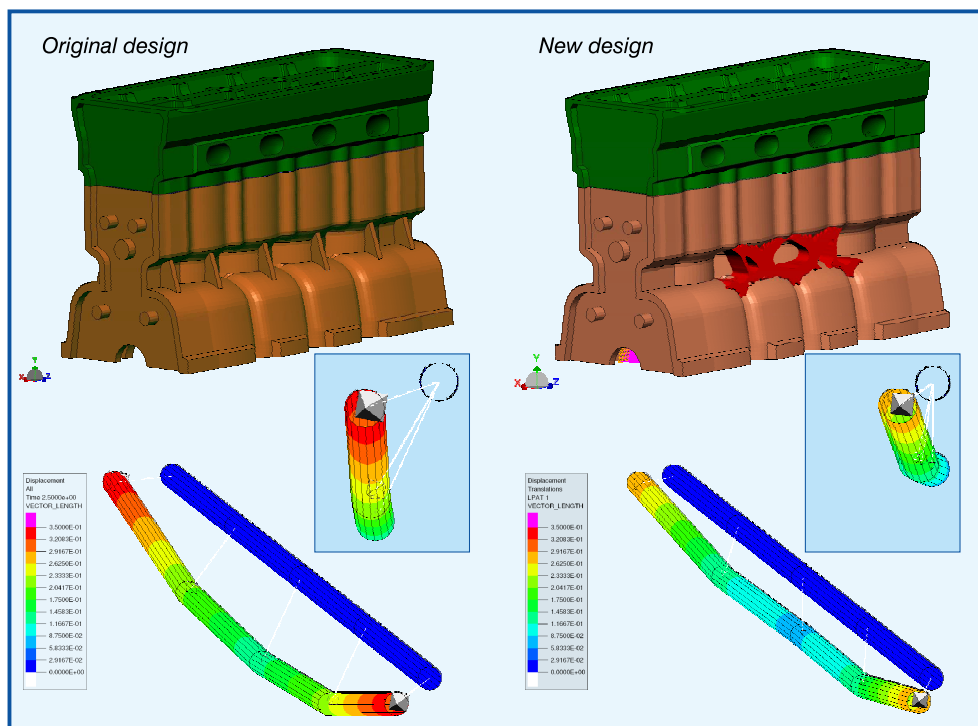 Original design
New design
Y
X
Z
Y
X
Z
Displacement
All
Time 2.5000e+00
VECTOR_LENGTH
3.5000E-01
3.2083E-01
2.9167E-01
2.6250E-01
2.3333E-01
2.0417E-01
1.7500E-01
1.4583E-01
1.1667E-01
8.7500E-02
5.8333E-02
2.9167E-02
0.0000E+00
Displacement
Translations
LPAT 1
VECTOR_LENGTH
3.5000E-01
3.2083E-01
2.9167E-01
2.6250E-01
2.3333E-01
2.0417E-01
1.7500E-01
1.4583E-01
1.1667E-01
8.7500E-02
5.8333E-02
2.9167E-02
0.0000E+00